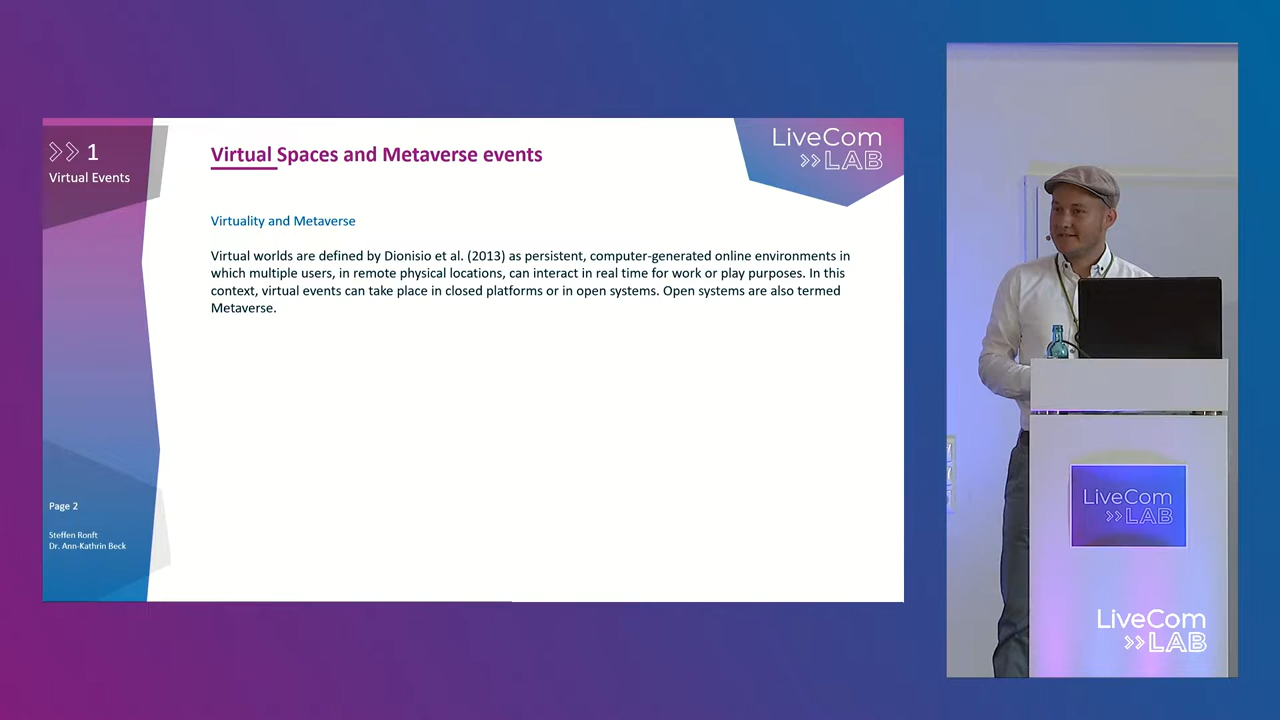 1
Virtual Events
Virtual Spaces and Metaverse events
LiveCom
LAB
Virtuality and Metaverse
Virtual worlds are defined by Dionisio et al. (2013) as persistent, computer-generated online environments in
which multiple users, in remote physical locations, can interact in real time for work or play purposes. In this
context, virtual events can take place in closed platforms or in open systems. Open systems are also termed
Metaverse.
Page 2
Steffen Ronft
Dr. Ann-Kathrin Beck
LiveCom
LAB
LiveCom
LAB